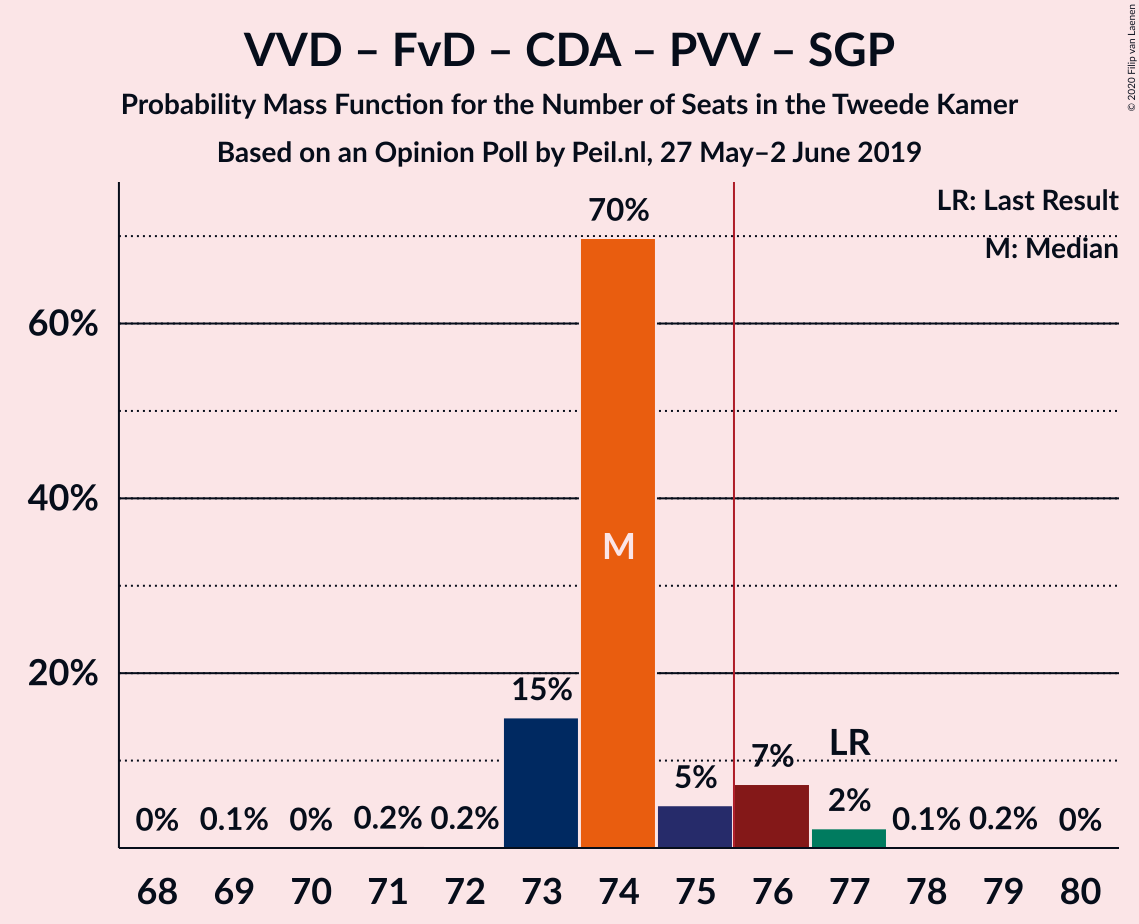 VVD – FvD – CDA – PVV – SGP
Probability Mass Function for the Number of Seats in the Tweede Kamer
Based on an Opinion Poll by Peil.nl, 27 May–2 June 2019
© 2020 Filip van Laenen
LR: Last Result
M: Median
60%
40%
20%
0%
0.1%
0%
0.2%
0.2%
15%
70%
M
5%
7%
LR
2%
0.1%
0.2%
0%
68 69 70 71 72 73 74 75 76 77 78 79 80